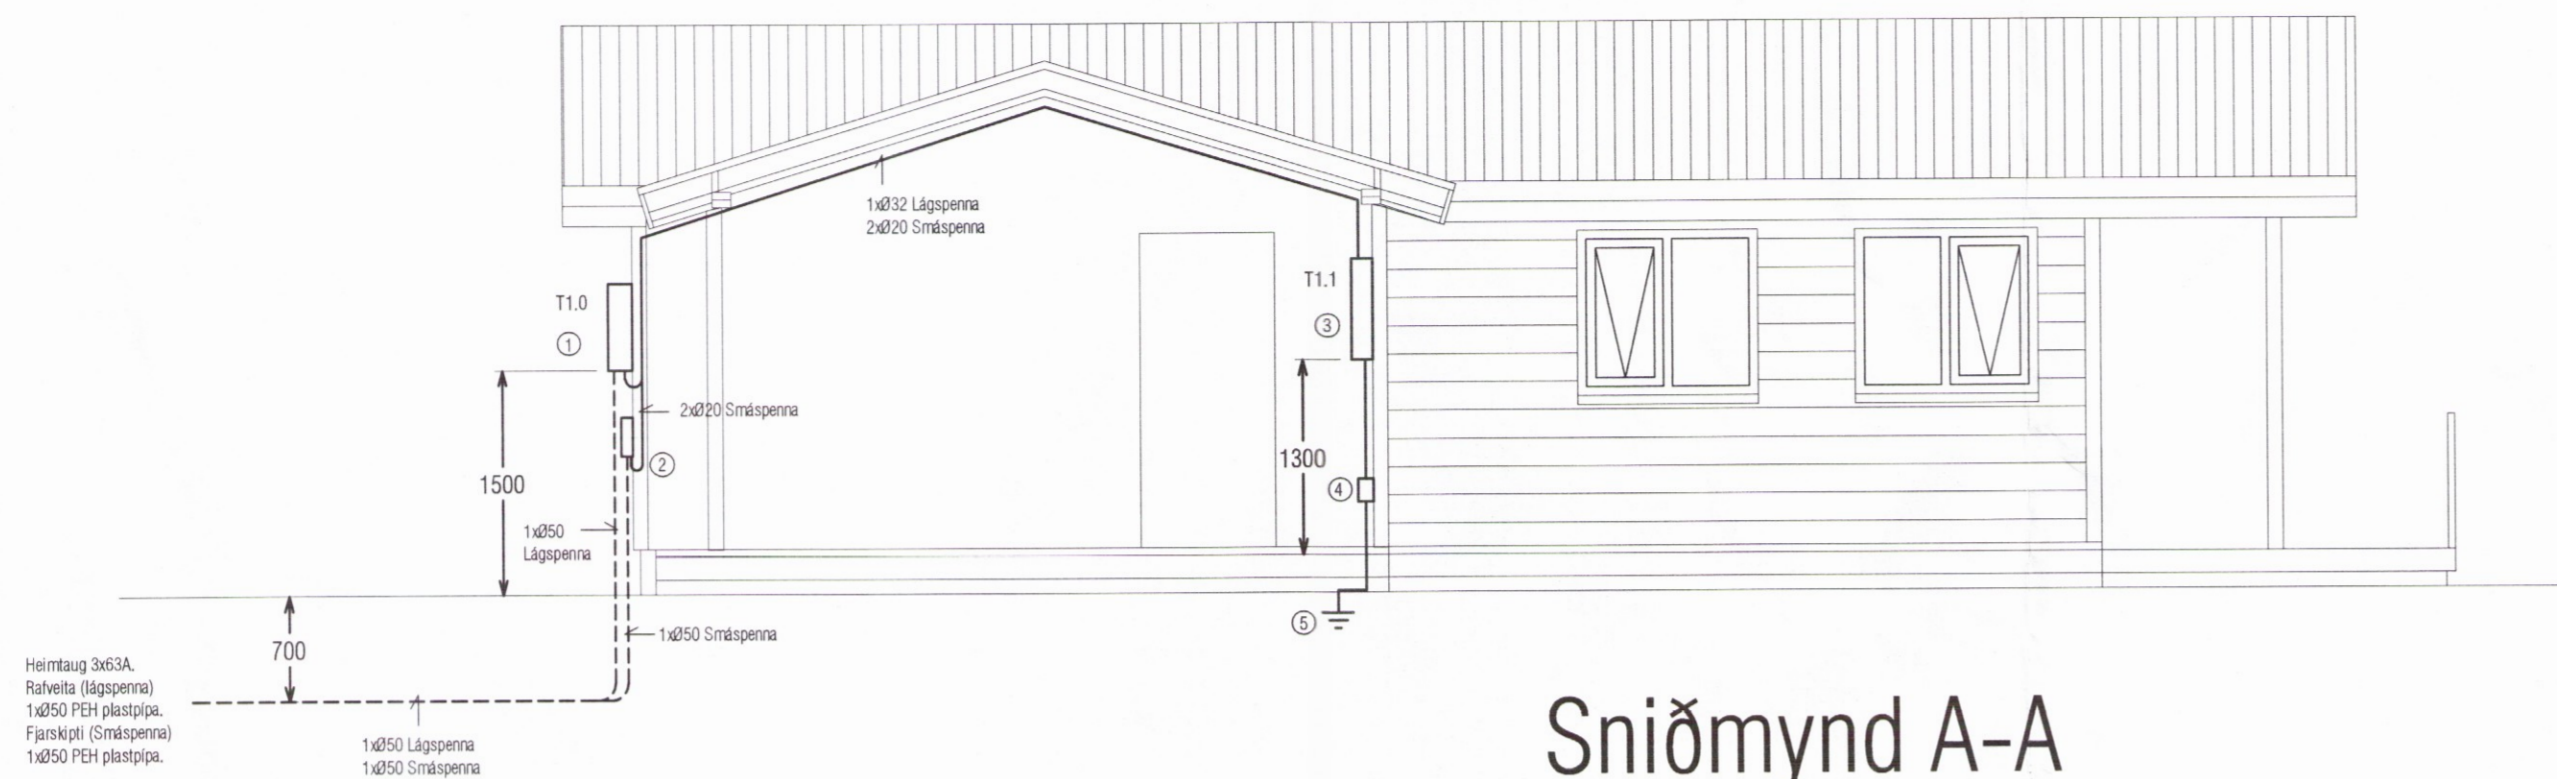 1xØ32 Lágspenna
2xØ20 Smáspenna
T1.0
1
T1.1
3
2xØ20 Smáspenna
2
1500
1300
4
1xØ50
Lágspenna
5
1xØ50 Smáspenna
700
Heimtaug 3x63A.
Rafveita (lágspenna)
1xØ50 PEH plastpípa.
Fjarskipti (Smáspenna)
1xØ50 PEH plastpípa.
1xØ50 Lágspenna
1xØ50 Smáspenna
Sniðmynd A-A